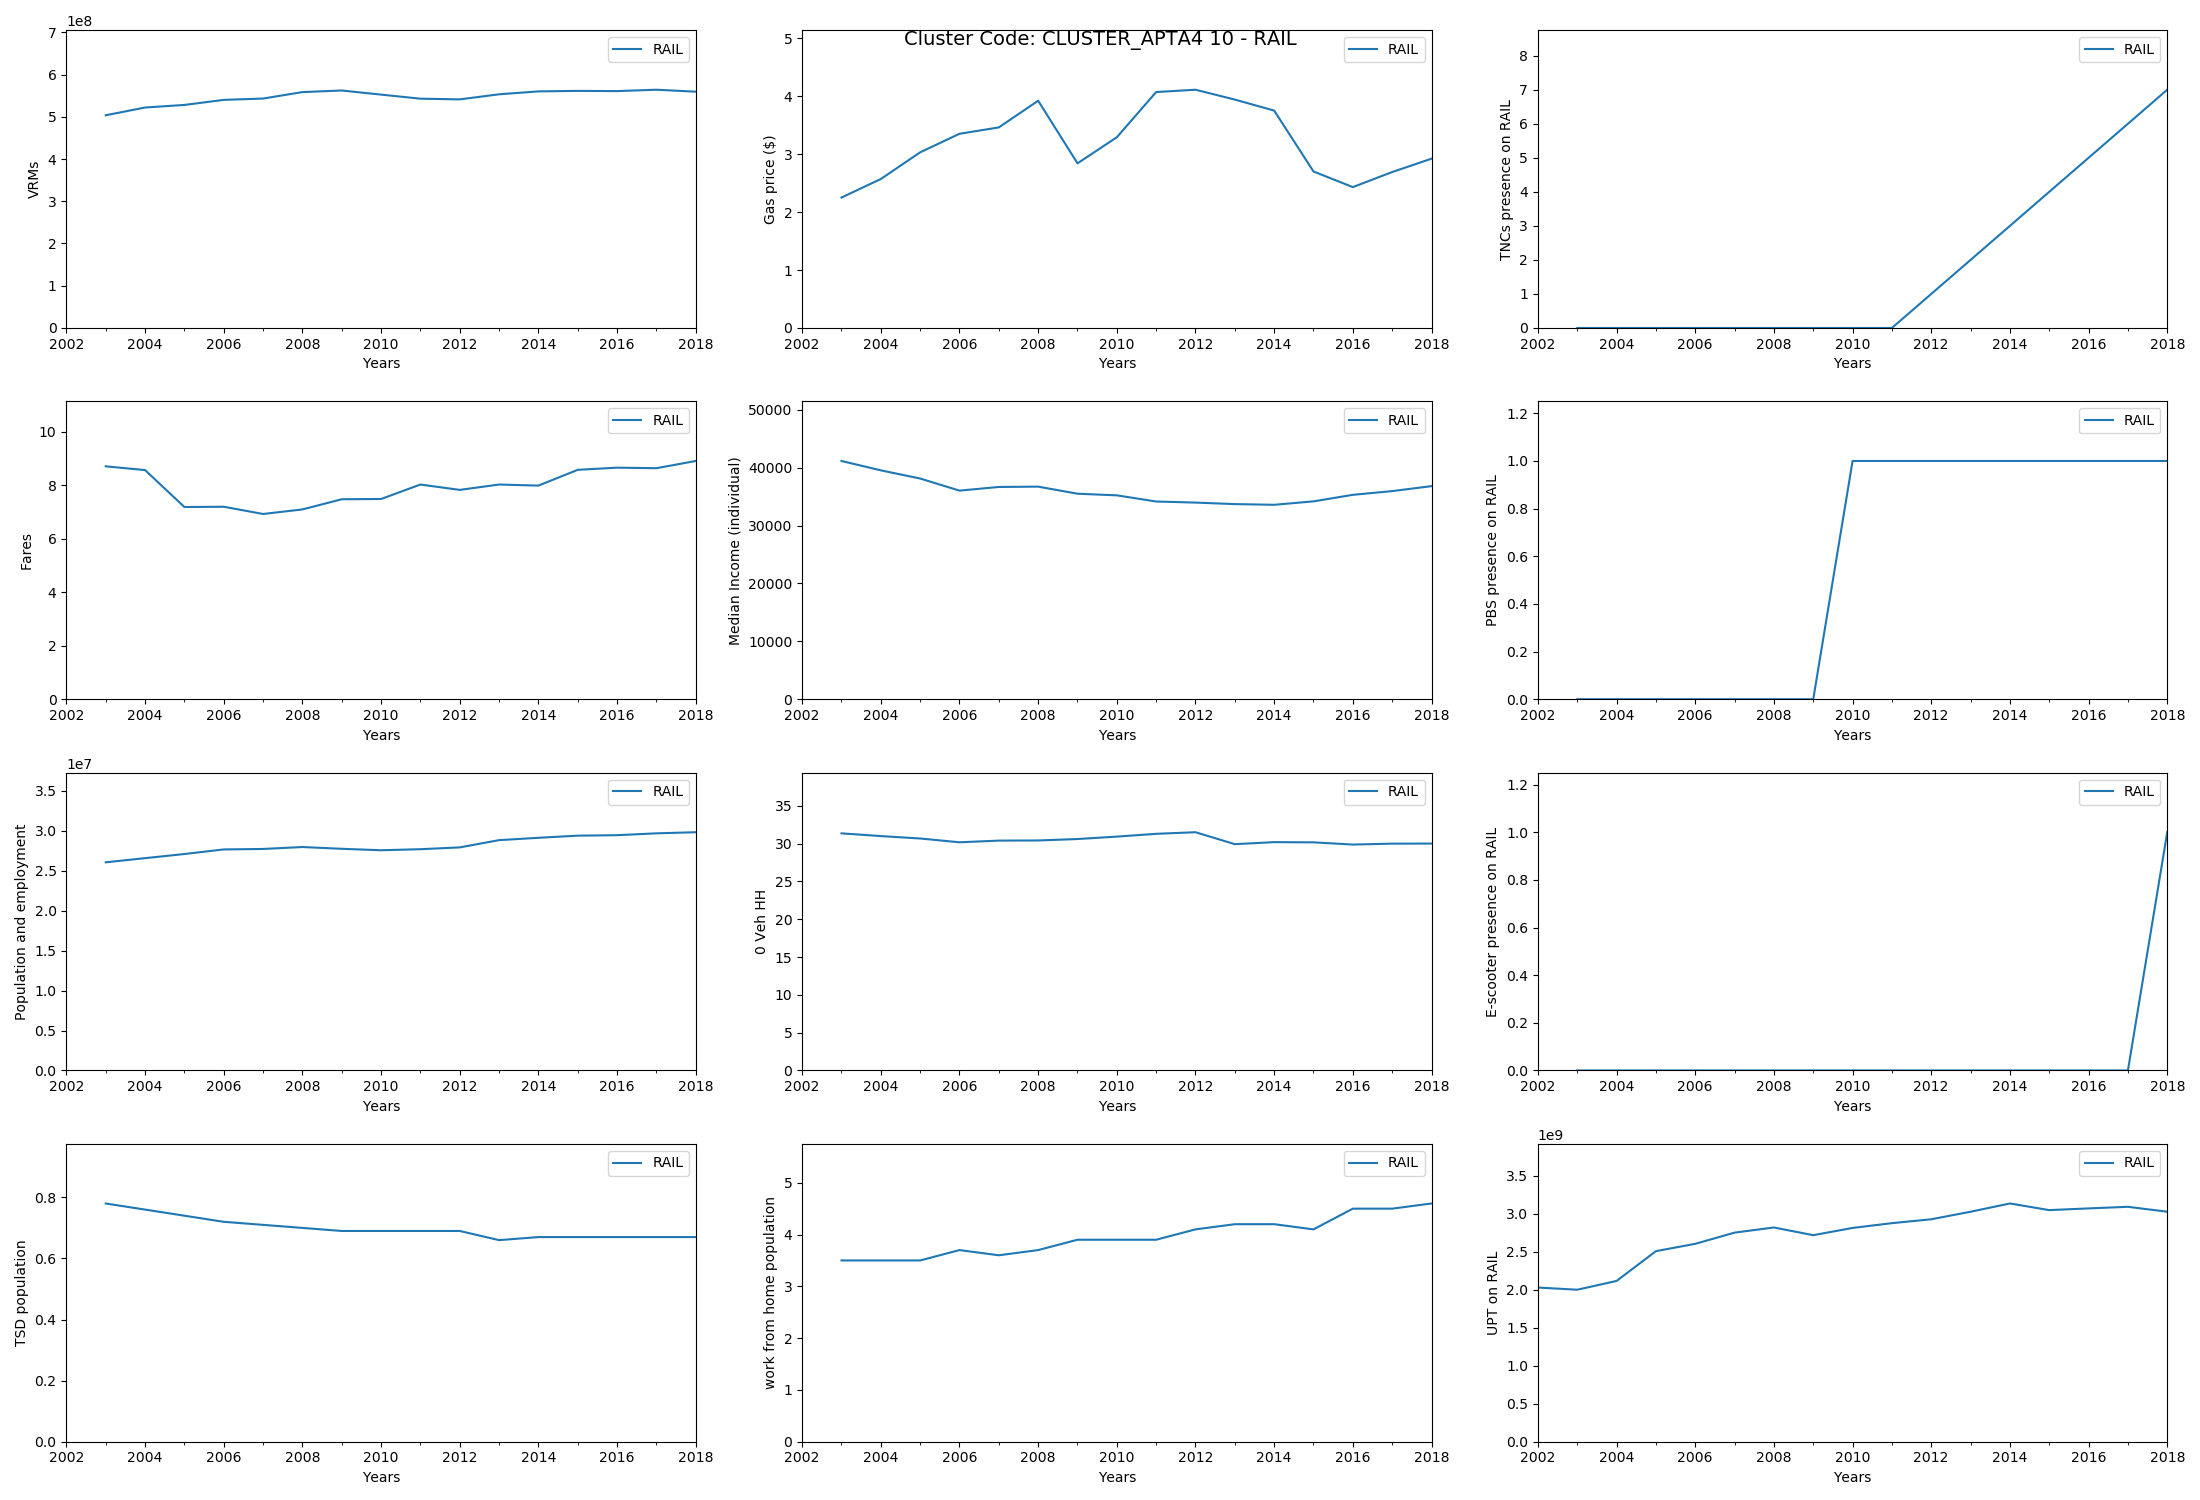 Cluster Code: CLUSTER_APTA4 10 - RAIL
1e8
7
6
5
4
3
2
1
0
VRMs
RAIL
2002 2004 2006 2008 2010 2012 2014 2016 2018
Years
5
4
3
2
1
0
Gas price ($)
RAIL
2002 2004 2006 2008 2010 2012 2014 2016 2018
Years
8
7
6
5
4
3
2
1
0
TNCs presence on RAIL
RAIL
2002 2004 2006 2008 2010 2012 2014 2016 2018
Years
10
8
6
4
2
0
Fares
RAIL
2002 2004 2006 2008 2010 2012 2014 2016 2018
Years
50000
40000
30000
20000
10000
0
Median Income (individual)
RAIL
2002 2004 2006 2008 2010 2012 2014 2016 2018
Years
1.2
1.0
0.8
0.6
0.4
0.2
0.0
PBS presence on RAIL
RAIL
2002 2004 2006 2008 2010 2012 2014 2016 2018
Years
1e7
3.5
3.0
2.5
2.0
1.5
1.0
0.5
0.0
Population and employment
RAIL
2002 2004 2006 2008 2010 2012 2014 2016 2018
Years
35
30
25
20
15
10
5
0
0 Veh HH
RAIL
2002 2004 2006 2008 2010 2012 2014 2016 2018
Years
1.2
1.0
0.8
0.6
0.4
0.2
0.0
E-scooter presence on RAIL
RAIL
2002 2004 2006 2008 2010 2012 2014 2016 2018
Years
0.8
0.6
0.4
0.2
0.0
TSD population
RAIL
2002 2004 2006 2008 2010 2012 2014 2016 2018
Years
5
4
3
2
1
0
work from home population
RAIL
2002 2004 2006 2008 2010 2012 2014 2016 2018
Years
1e9
3.5
3.0
2.5
2.0
1.5
1.0
0.5
0.0
UPT on RAIL
RAIL
2002 2004 2006 2008 2010 2012 2014 2016 2018
Years